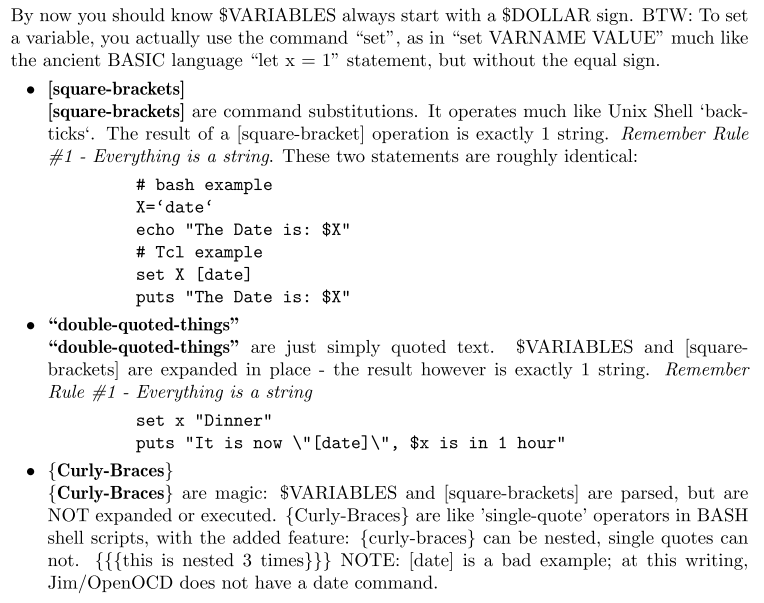 By now you should know $VARIABLES always start with a $DOLLAR sign. BTW: To set
a variable, you actually use the command “set”, as in “set VARNAME VALUE” much like
the ancient BASIC language “let x = 1” statement, but without the equal sign.
• [square-brackets]
[square-brackets] are command substitutions. It operates much like Unix Shell ‘back-
ticks‘. The result of a [square-bracket] operation is exactly 1 string. Remember Rule
#1 - Everything is a string. These two statements are roughly identical:
# bash example
X=‘date‘
echo "The Date is: $X"
# Tcl example
set X [date]
puts "The Date is: $X"
• “double-quoted-things”
“double-quoted-things” are just simply quoted text. $VARIABLES and [square-
brackets] are expanded in place - the result however is exactly 1 string. Remember
Rule #1 - Everything is a string
set x "Dinner"
puts "It is now \"[date]\", $x is in 1 hour"
• {Curly-Braces}
{Curly-Braces} are magic: $VARIABLES and [square-brackets] are parsed, but are
NOT expanded or executed. {Curly-Braces} are like ’single-quote’ operators in BASH
shell scripts, with the added feature: {curly-braces} can be nested, single quotes can
not. {{{this is nested 3 times}}} NOTE: [date] is a bad example; at this writing,
Jim/OpenOCD does not have a date command.